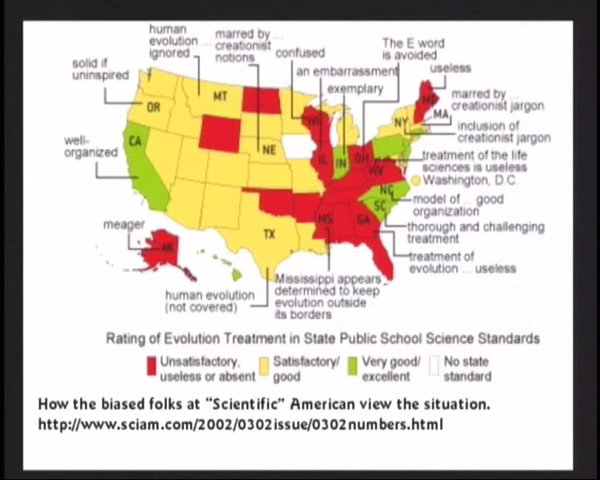 human
evolution ...
ignored
marred by ...
creationist
notions
confused
The E word
is avoided
solid if
uninspired
an embarrassment
useless
exemplary
marred by ...
creationist jargon
OR
MT
WI
ME
MA
NY
inclusion of
creationist jargon
well-
organized
CA
NE
IL
IN
OH
WV
treatment of the life
sciences is useless
Washington, D.C.
NC
model of ... good
organization
SC
thorough and challenging
treatment
meager
AK
TX
MS
GA
treatment of
evolution ... useless
human evolution
(not covered)
Mississippi appears
determined to keep
evolution outside
its borders
Rating of Evolution Treatment in State Public School Science Standards
Unsatisfactory,
useless or absent
Satisfactory/
good
Very good/
excellent
No state
standard
How the biased folks at “Scientific” American view the situation.
http://www.sciam.com/2002/0302issue/0302numbers.html